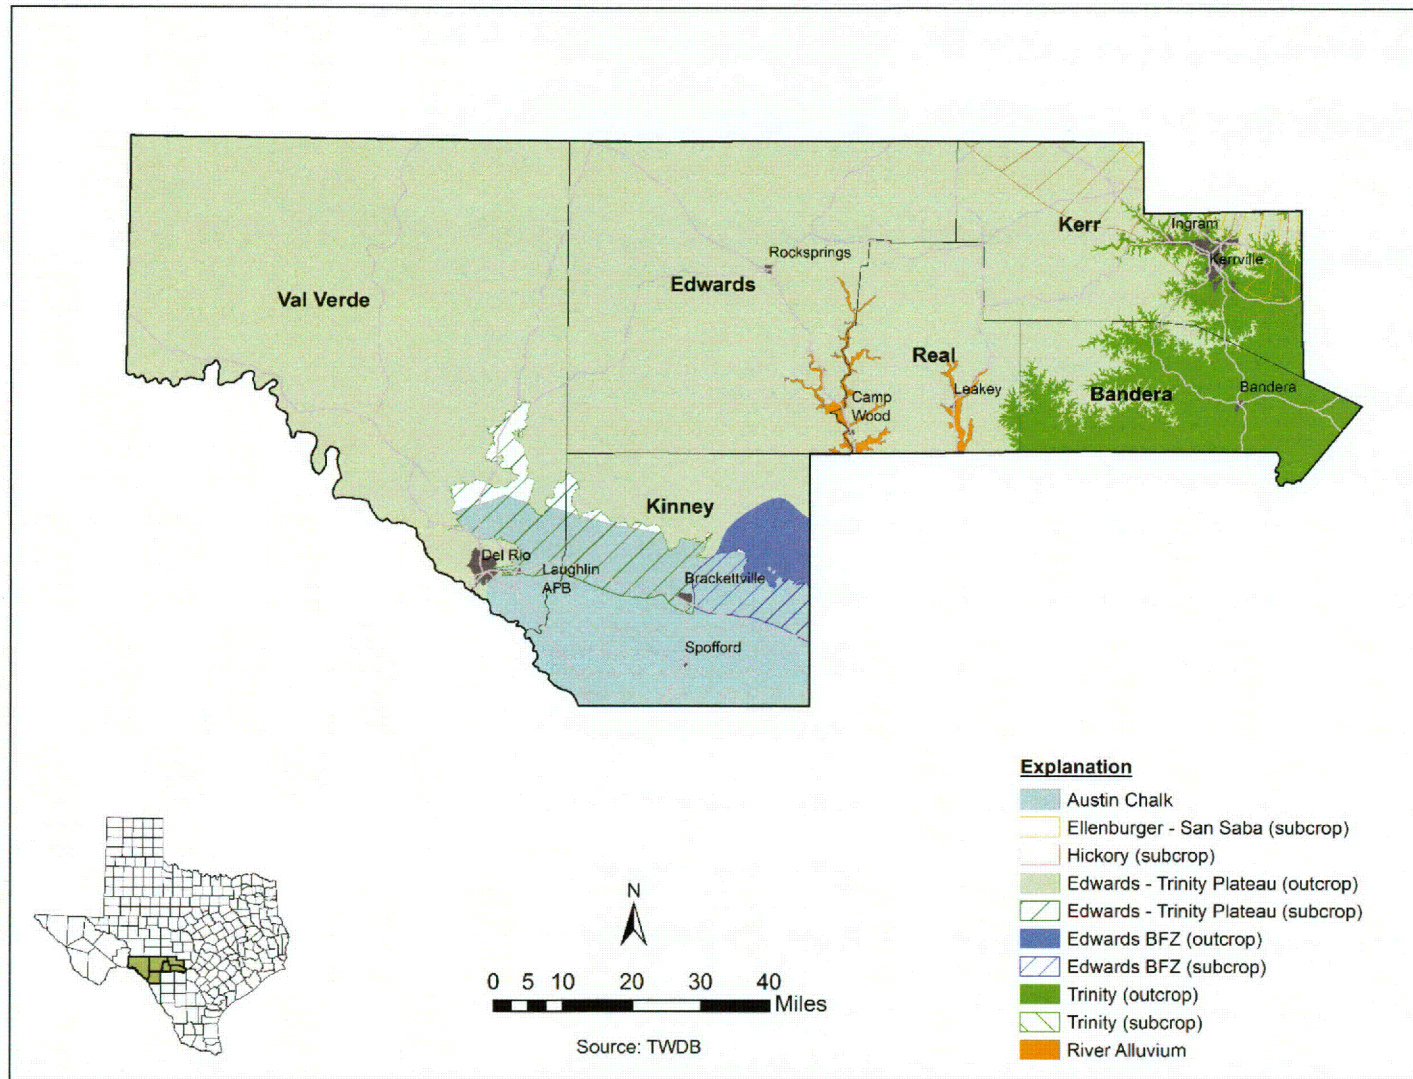 Kerr
Ingram
Kerrville
Rocksprings
Edwards
Val Verde
Real
Leakey
Bandera
Bandera
Camp
Wood
Kinney
Del Rio
Laughlin
AFB
Brackettville
Spofford
Explanation
Austin Chalk
Ellenburger - San Saba (subcrop)
Hickory (subcrop)
Edwards - Trinity Plateau (outcrop)
Edwards - Trinity Plateau (subcrop)
Edwards BFZ (outcrop)
Edwards BFZ (subcrop)
Trinity (outcrop)
Trinity (subcrop)
River Alluvium
N
0 5 10 20 30 40
Miles
Source: TWDB